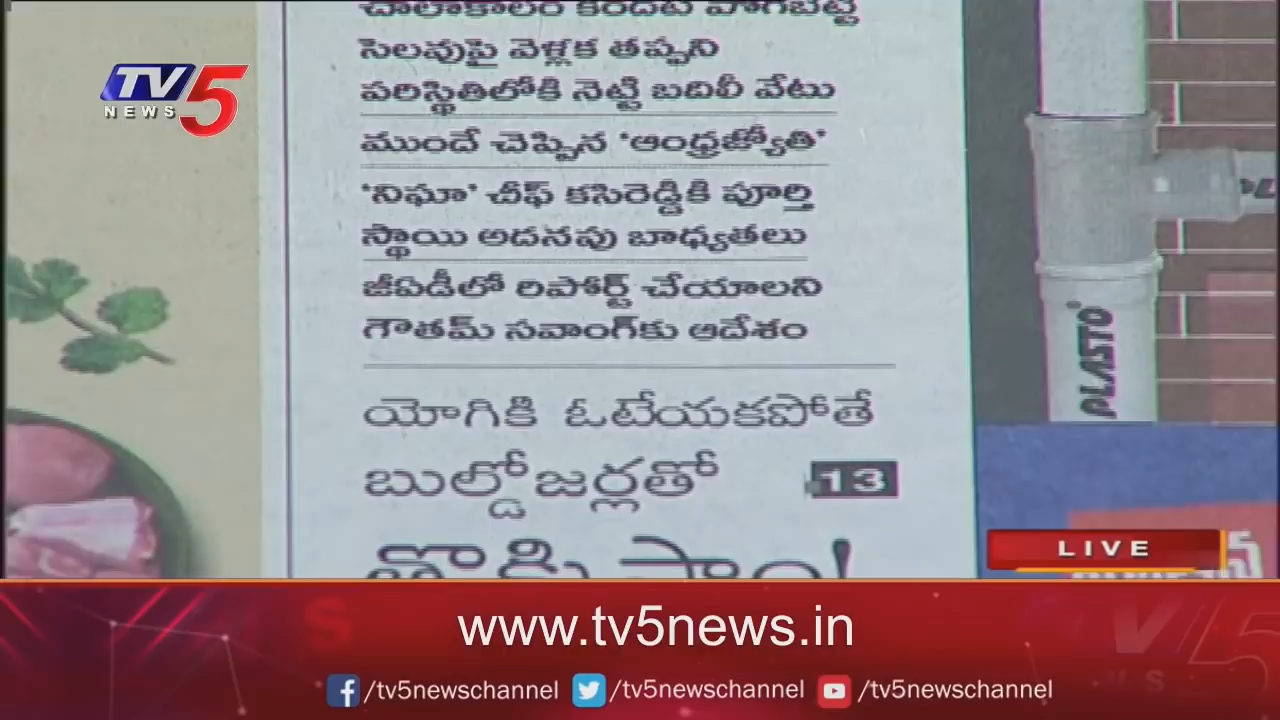 చాలాకాలం కిందట పోగొట్టి
సెలవుపై వెళ్లక తప్పని
పరిస్థితిలోకి నెట్టి బదిలీ వేటు
ముందే చెప్పిన 'ఆంధ్రజ్యోతి'
'నిఘా' చీఫ్ కసిరెడ్డికి పూర్తి
స్థాయి అదనపు బాధ్యతలు
జీఏడీలో రిపోర్ట్ చేయాలని
గౌతమ్ సవాంగ్‌కు ఆదేశం
యోగికి ఓటేయకపోతే
బుల్డోజర్లతో 13
TV5
NEWS
PLASTO
LIVE
www.tv5news.in
/tv5newschannel /tv5newschannel /tv5newschannel